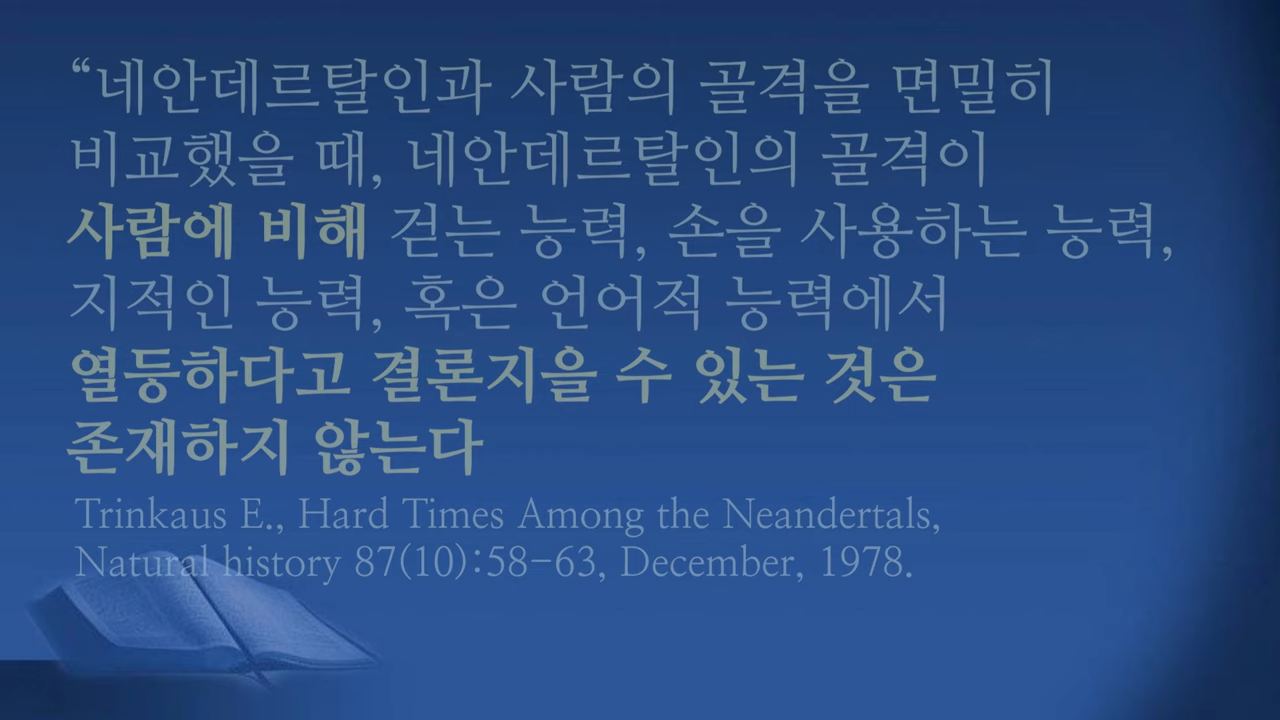 “네안데르탈인과 사람의 골격을 면밀히
비교했을 때, 네안데르탈인의 골격이
사람에 비해 걷는 능력, 손을 사용하는 능력,
지적인 능력, 혹은 언어적 능력에서
열등하다고 결론지을 수 있는 것은
존재하지 않는다
Trinkaus E., Hard Times Among the Neandertals,
Natural history 87(10):58-63, December, 1978.